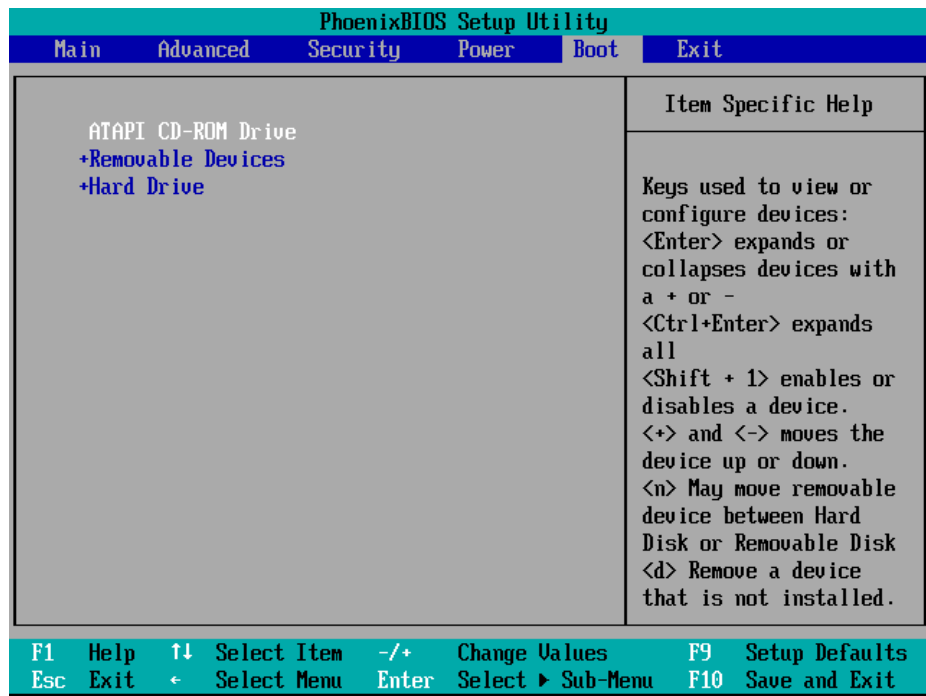 PhoenixBIOS Setup Utility
Main Advanced Security Power Boot Exit
ATAPI CD-ROM Drive
+Removable Devices
+Hard Drive
Item Specific Help
Keys used to view or
configure devices:
<Enter> expands or
collapses devices with
a + or -
<Ctrl+Enter> expands
all
<Shift + 1> enables or
disables a device.
<+> and <-> moves the
device up or down.
<n> May move removable
device between Hard
Disk or Removable Disk
<d> Remove a device
that is not installed.
F1 Help ↑↓ Select Item -/+ Change Values F9 Setup Defaults
Esc Exit ← Select Menu Enter Select ▶ Sub-Menu F10 Save and Exit